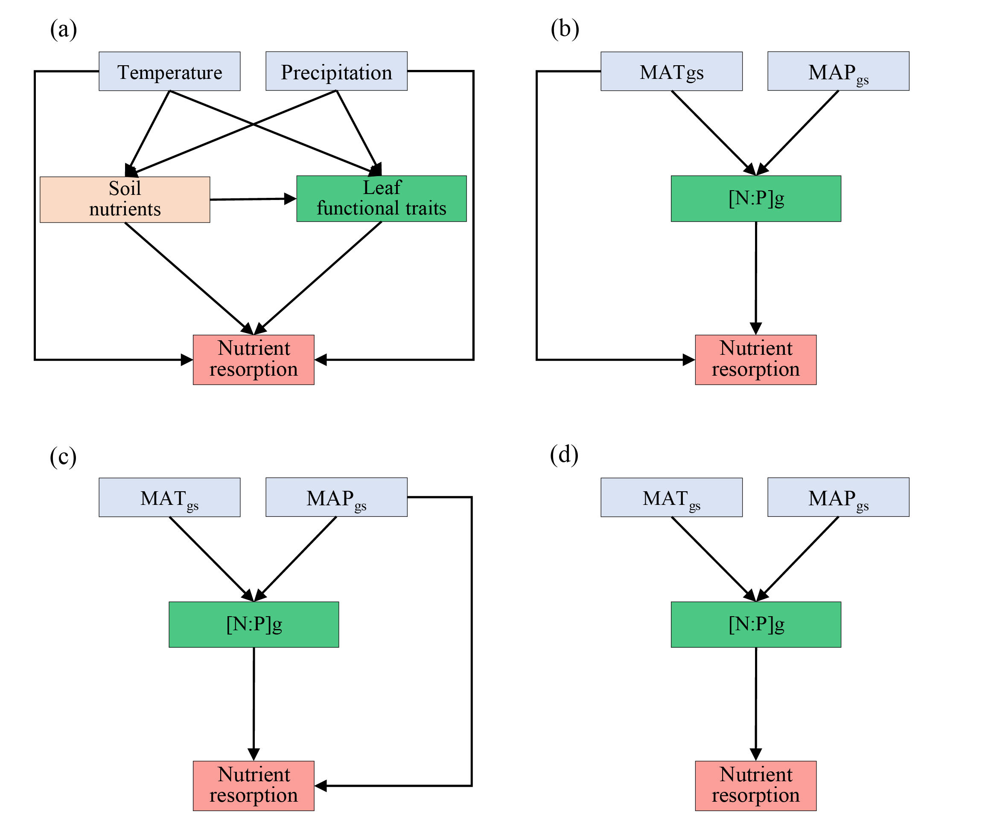 (a)
Temperature
Precipitation
Soil
nutrients
Leaf
functional traits
Nutrient
resorption
(b)
MATgs
MAPgs
[N:P]g
Nutrient
resorption
(c)
MATgs
MAPgs
[N:P]g
Nutrient
resorption
(d)
MATgs
MAPgs
[N:P]g
Nutrient
resorption